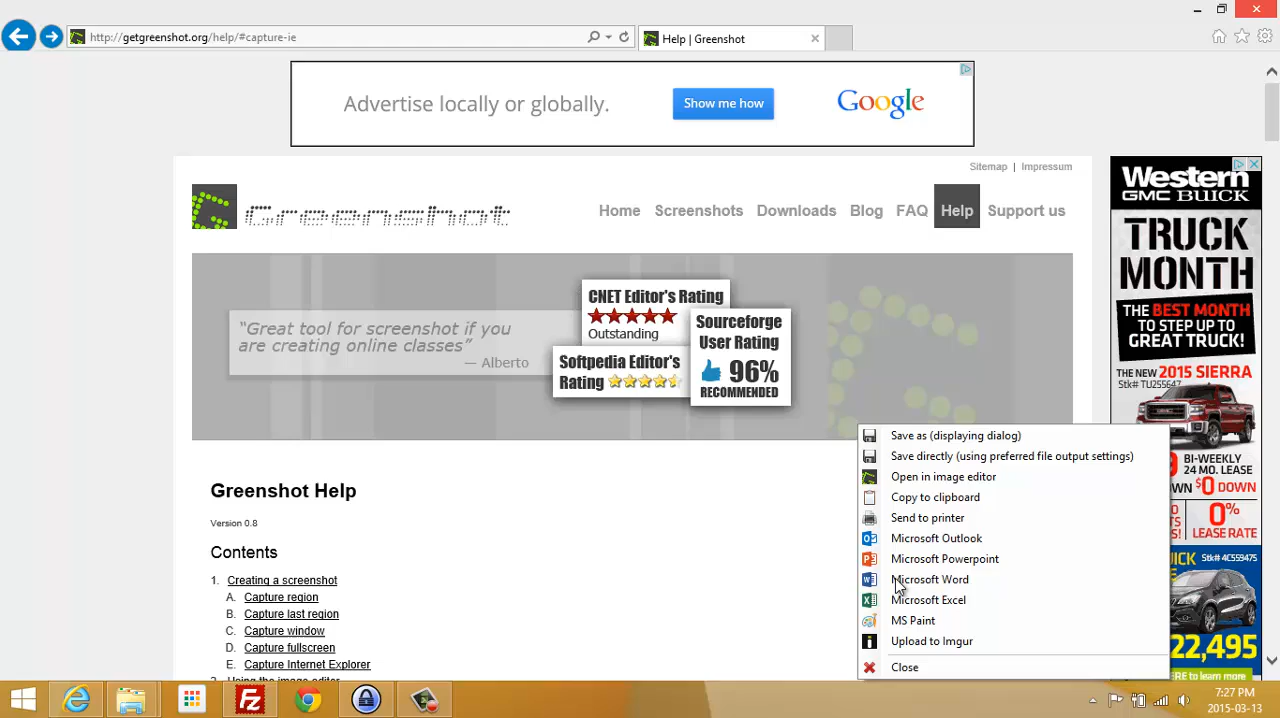 http://getgreenshot.org/help/#capture-ie
Help | Greenshot
Advertise locally or globally.
Show me how
Google
Sitemap | Impressum
Greenshot
Home Screenshots Downloads Blog FAQ Help Support us
“Great tool for screenshot if you
are creating online classes”
— Alberto
CNET Editor's Rating
Outstanding
Softpedia Editor's
Rating
Sourceforge
User Rating
96%
RECOMMENDED
Western
GMC BUICK
TRUCK
MONTH
THE BEST MONTH
TO STEP UP TO
GREAT TRUCK!
THE NEW 2015 SIERRA
Stk# TU255647
BI-WEEKLY
24 MO. LEASE
$0 DOWN
0%
LEASE RATE
Stk# 4C559475
22,495
to learn more
Save as (displaying dialog)
Save directly (using preferred file output settings)
Open in image editor
Copy to clipboard
Send to printer
Microsoft Outlook
Microsoft Powerpoint
Microsoft Word
Microsoft Excel
MS Paint
Upload to Imgur
Close
Greenshot Help
Version 0.8
Contents
1. Creating a screenshot
A. Capture region
B. Capture last region
C. Capture window
D. Capture fullscreen
E. Capture Internet Explorer
2. Using the image editor
7:27 PM
2015-03-13